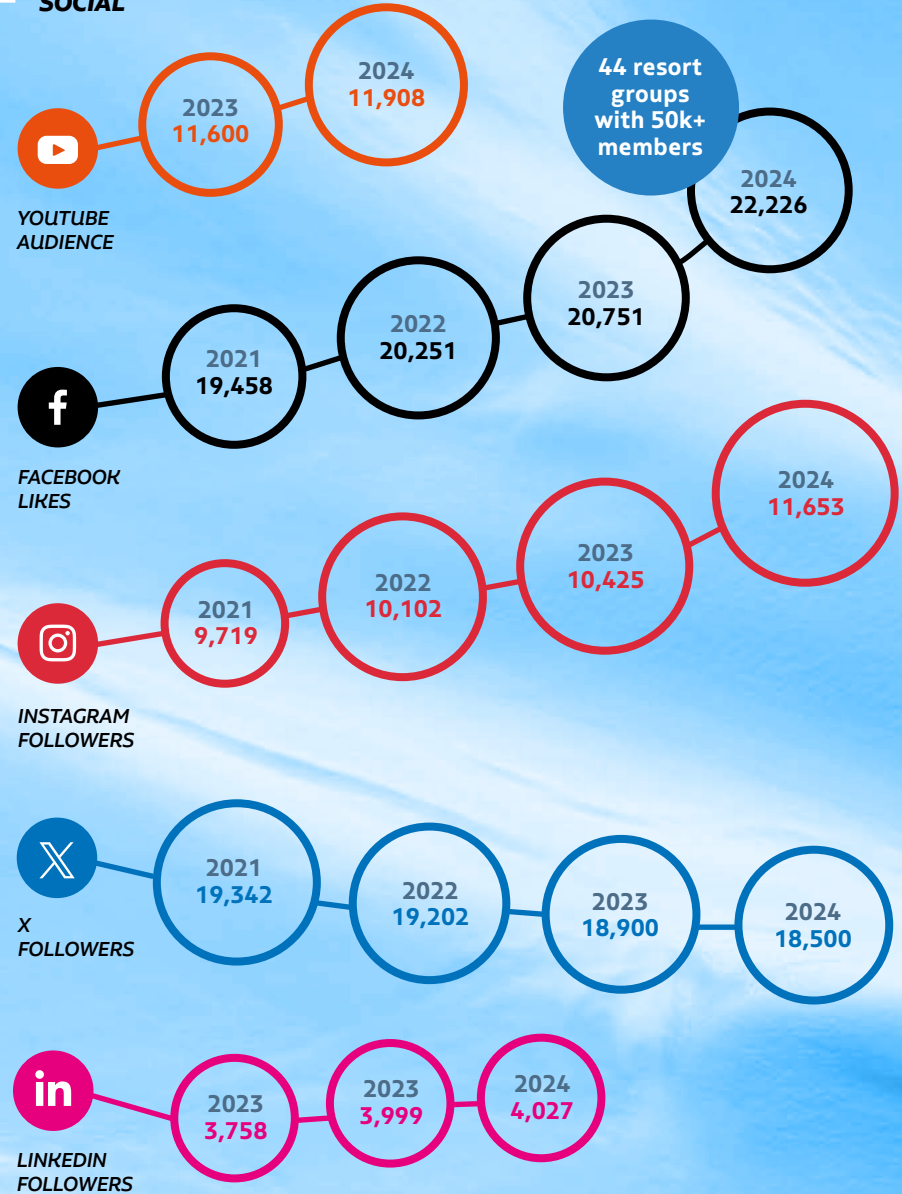 SOCIAL
2023
11,600
2024
11,908
YOUTUBE
AUDIENCE
44 resort
groups
with 50k+
members
2021
19,458
2022
20,251
2023
20,751
2024
22,226
f
FACEBOOK
LIKES
2021
9,719
2022
10,102
2023
10,425
2024
11,653
INSTAGRAM
FOLLOWERS
X
2021
19,342
2022
19,202
2023
18,900
2024
18,500
X
FOLLOWERS
in
2023
3,758
2023
3,999
2024
4,027
LINKEDIN
FOLLOWERS